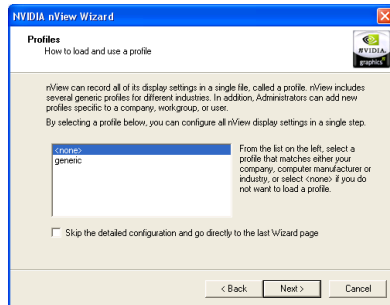 NVIDIA nView Wizard
Profiles
How to load and use a profile
NVIDIA.
graphics
nView can record all of its display settings in a single file, called a profile. nView includes
several generic profiles for different industries. In addition, Administrators can add new
profiles specific to a company, workgroup, or user.
By selecting a profile below, you can configure all nView display settings in a single step.
<none>
generic
From the list on the left, select a
profile that matches either your
company, computer manufacturer or
industry, or select <none> if you do
not want to load a profile.
Skip the detailed configuration and go directly to the last Wizard page
< Back
Next >
Cancel